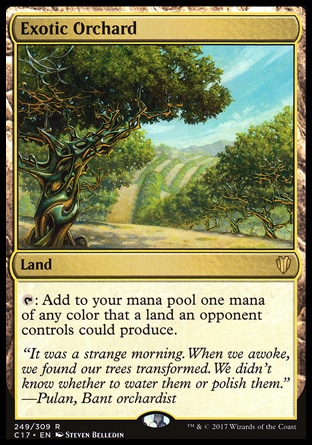 Exotic Orchard
Land
: Add to your mana pool one mana
of any color that a land an opponent
controls could produce.
"It was a strange morning. When we awoke,
we found our trees transformed. We didn't
know whether to water them or polish them."
—Pulan, Bant orchardist
249/309 R
C17 • EN Steven Belledin
™ & © 2017 Wizards of the Coast